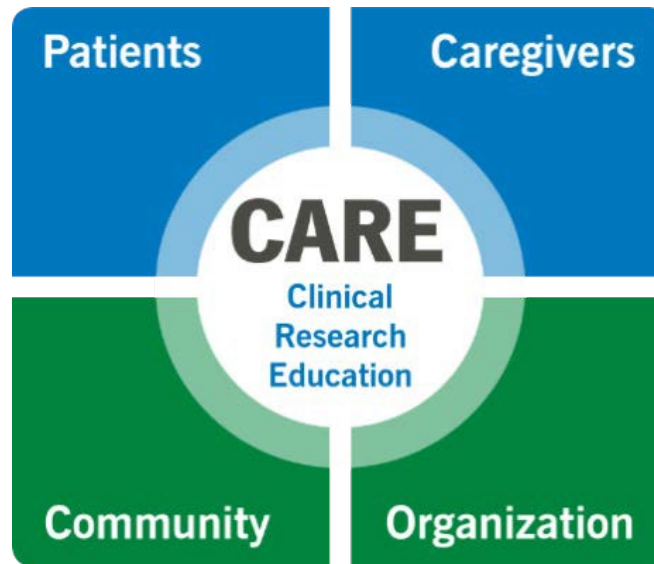 Patients
Caregivers
CARE
Clinical
Research
Education
Community
Organization